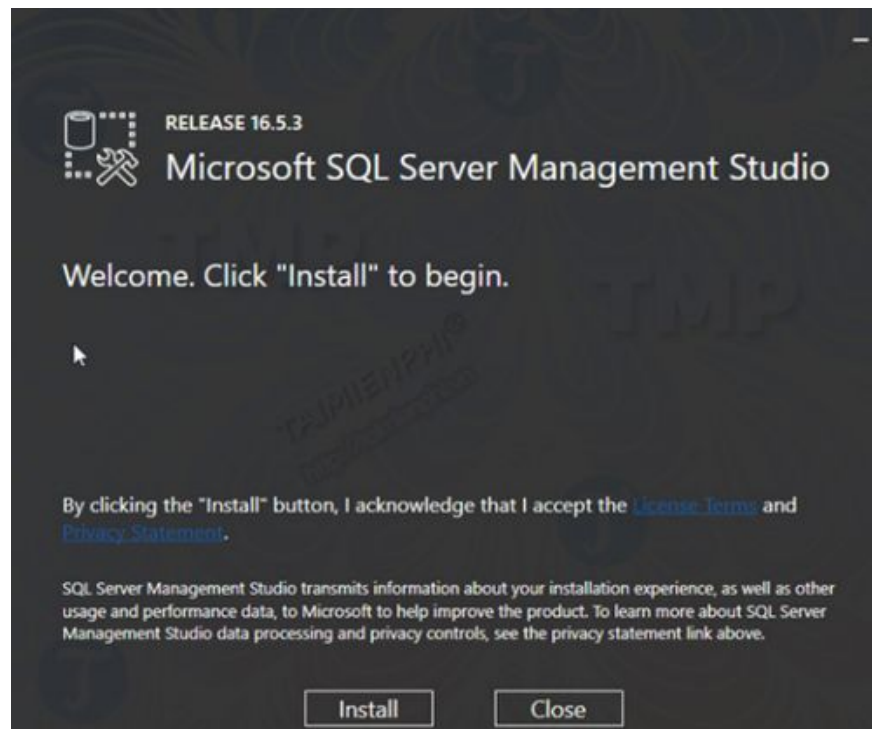 RELEASE 16.5.3
Microsoft SQL Server Management Studio
Welcome. Click "Install" to begin.
TMP
TAIMIENPHI®
By clicking the "Install" button, I acknowledge that I accept the License Terms and
Privacy Statement.
SQL Server Management Studio transmits information about your installation experience, as well as other
usage and performance data, to Microsoft to help improve the product. To learn more about SQL Server
Management Studio data processing and privacy controls, see the privacy statement link above.
Install Close